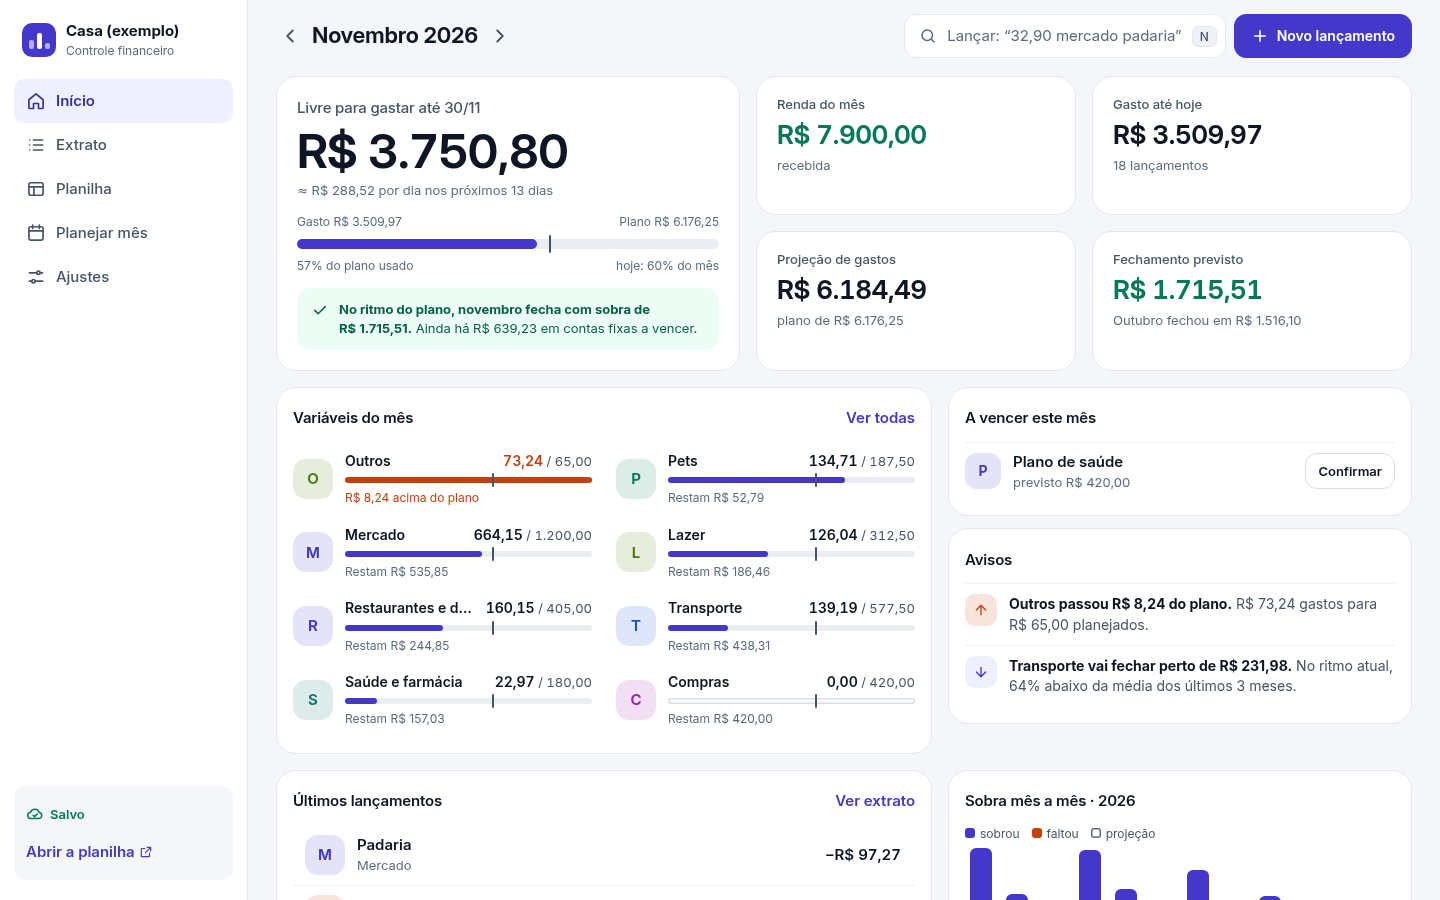 Casa (exemplo)
Controle financeiro
Início
Extrato
Planilha
Planejar mês
Ajustes
Salvo
Abrir a planilha
Novembro 2026
Lançar: “32,90 mercado padaria” N
Novo lançamento
Livre para gastar até 30/11
R$ 3.750,80
≈ R$ 288,52 por dia nos próximos 13 dias
Gasto R$ 3.509,97 Plano R$ 6.176,25
57% do plano usado hoje: 60% do mês
No ritmo do plano, novembro fecha com sobra de
R$ 1.715,51. Ainda há R$ 639,23 em contas fixas a vencer.
Renda do mês
R$ 7.900,00
recebida
Gasto até hoje
R$ 3.509,97
18 lançamentos
Projeção de gastos
R$ 6.184,49
plano de R$ 6.176,25
Fechamento previsto
R$ 1.715,51
Outubro fechou em R$ 1.516,10
Variáveis do mês Ver todas
O Outros 73,24 / 65,00
R$ 8,24 acima do plano
P Pets 134,71 / 187,50
Restam R$ 52,79
M Mercado 664,15 / 1.200,00
Restam R$ 535,85
L Lazer 126,04 / 312,50
Restam R$ 186,46
R Restaurantes e d… 160,15 / 405,00
Restam R$ 244,85
T Transporte 139,19 / 577,50
Restam R$ 438,31
S Saúde e farmácia 22,97 / 180,00
Restam R$ 157,03
C Compras 0,00 / 420,00
Restam R$ 420,00
A vencer este mês
P Plano de saúde
previsto R$ 420,00
Confirmar
Avisos
Outros passou R$ 8,24 do plano. R$ 73,24 gastos para
R$ 65,00 planejados.
Transporte vai fechar perto de R$ 231,98. No ritmo atual,
64% abaixo da média dos últimos 3 meses.
Últimos lançamentos Ver extrato
M Padaria
Mercado
−R$ 97,27
Sobra mês a mês · 2026
sobrou faltou projeção